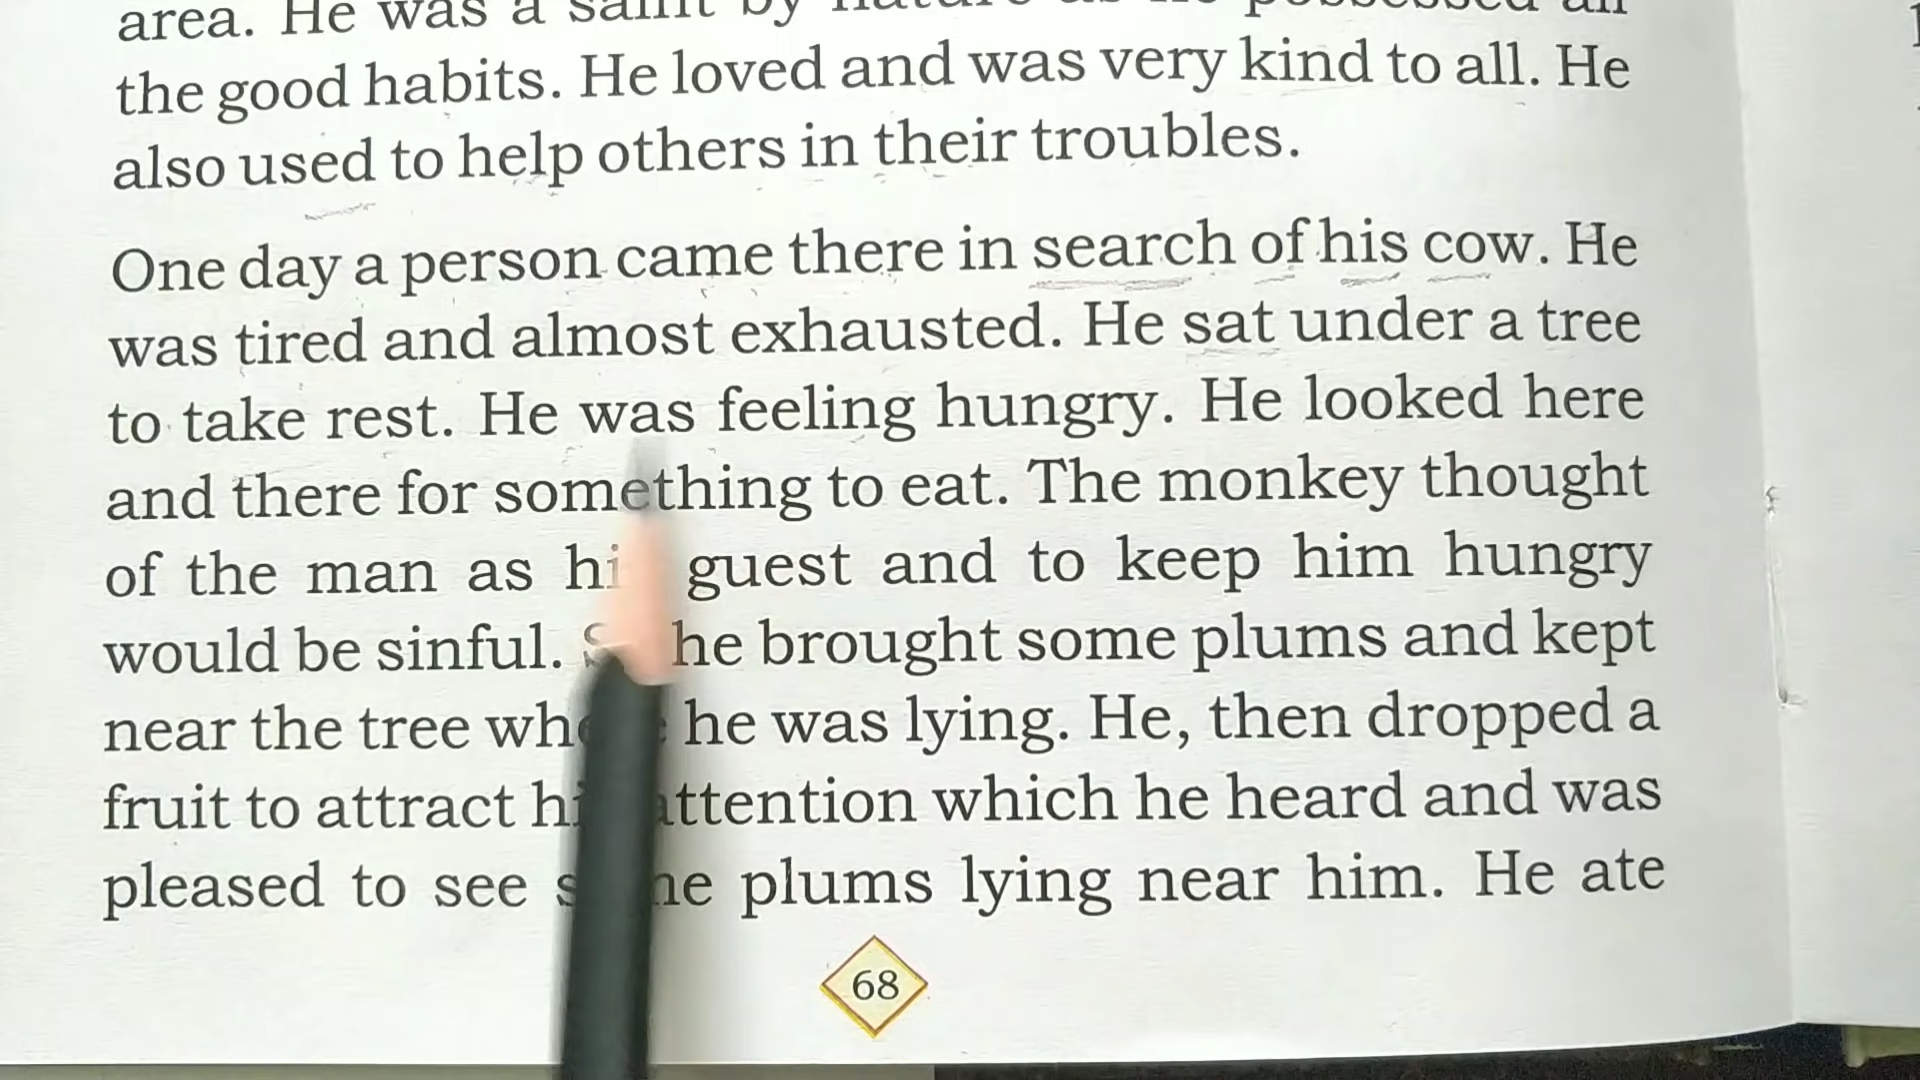 area. He was a saint by nature as he possessed all
the good habits. He loved and was very kind to all. He
also used to help others in their troubles.
One day a person came there in search of his cow. He
was tired and almost exhausted. He sat under a tree
to take rest. He was feeling hungry. He looked here
and there for something to eat. The monkey thought
of the man as his guest and to keep him hungry
would be sinful. So he brought some plums and kept
near the tree where he was lying. He, then dropped a
fruit to attract his attention which he heard and was
pleased to see some plums lying near him. He ate
68